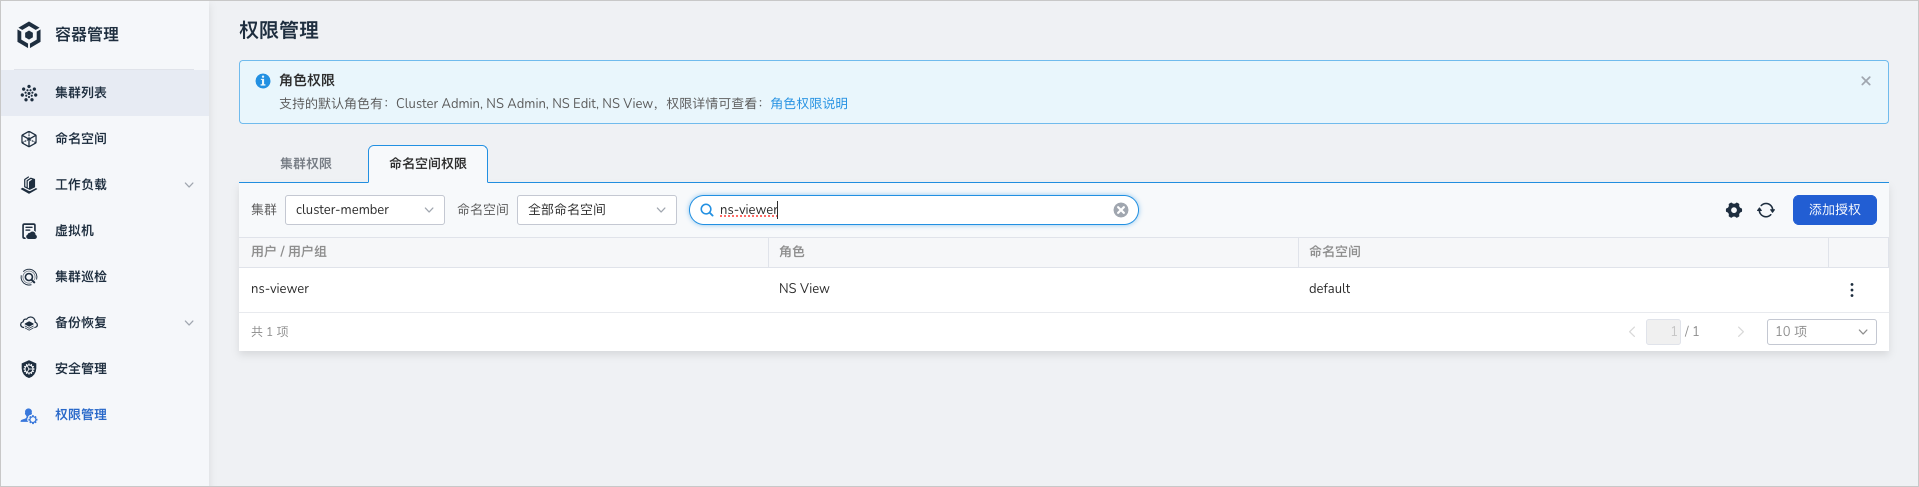 容器管理
集群列表
命名空间
工作负载
虚拟机
集群巡检
备份恢复
安全管理
权限管理
权限管理
角色权限
支持的默认角色有：Cluster Admin, NS Admin, NS Edit, NS View，权限详情可查看：角色权限说明
集群权限 命名空间权限
集群 cluster-member 命名空间 全部命名空间 ns-viewer 添加授权
用户 / 用户组 角色 命名空间
ns-viewer NS View default
共 1 项 1 / 1 10 项